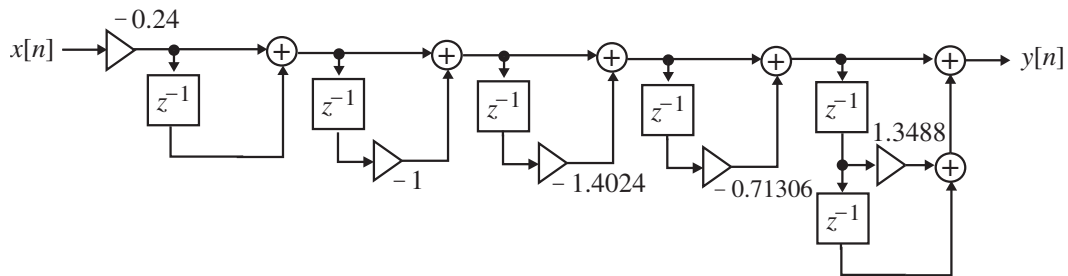 − 0.24
x[n]
+
+
+
+
+
y[n]
z⁻¹
z⁻¹
z⁻¹
z⁻¹
z⁻¹
1.3488
+
− 1
− 1.4024
− 0.71306
z⁻¹